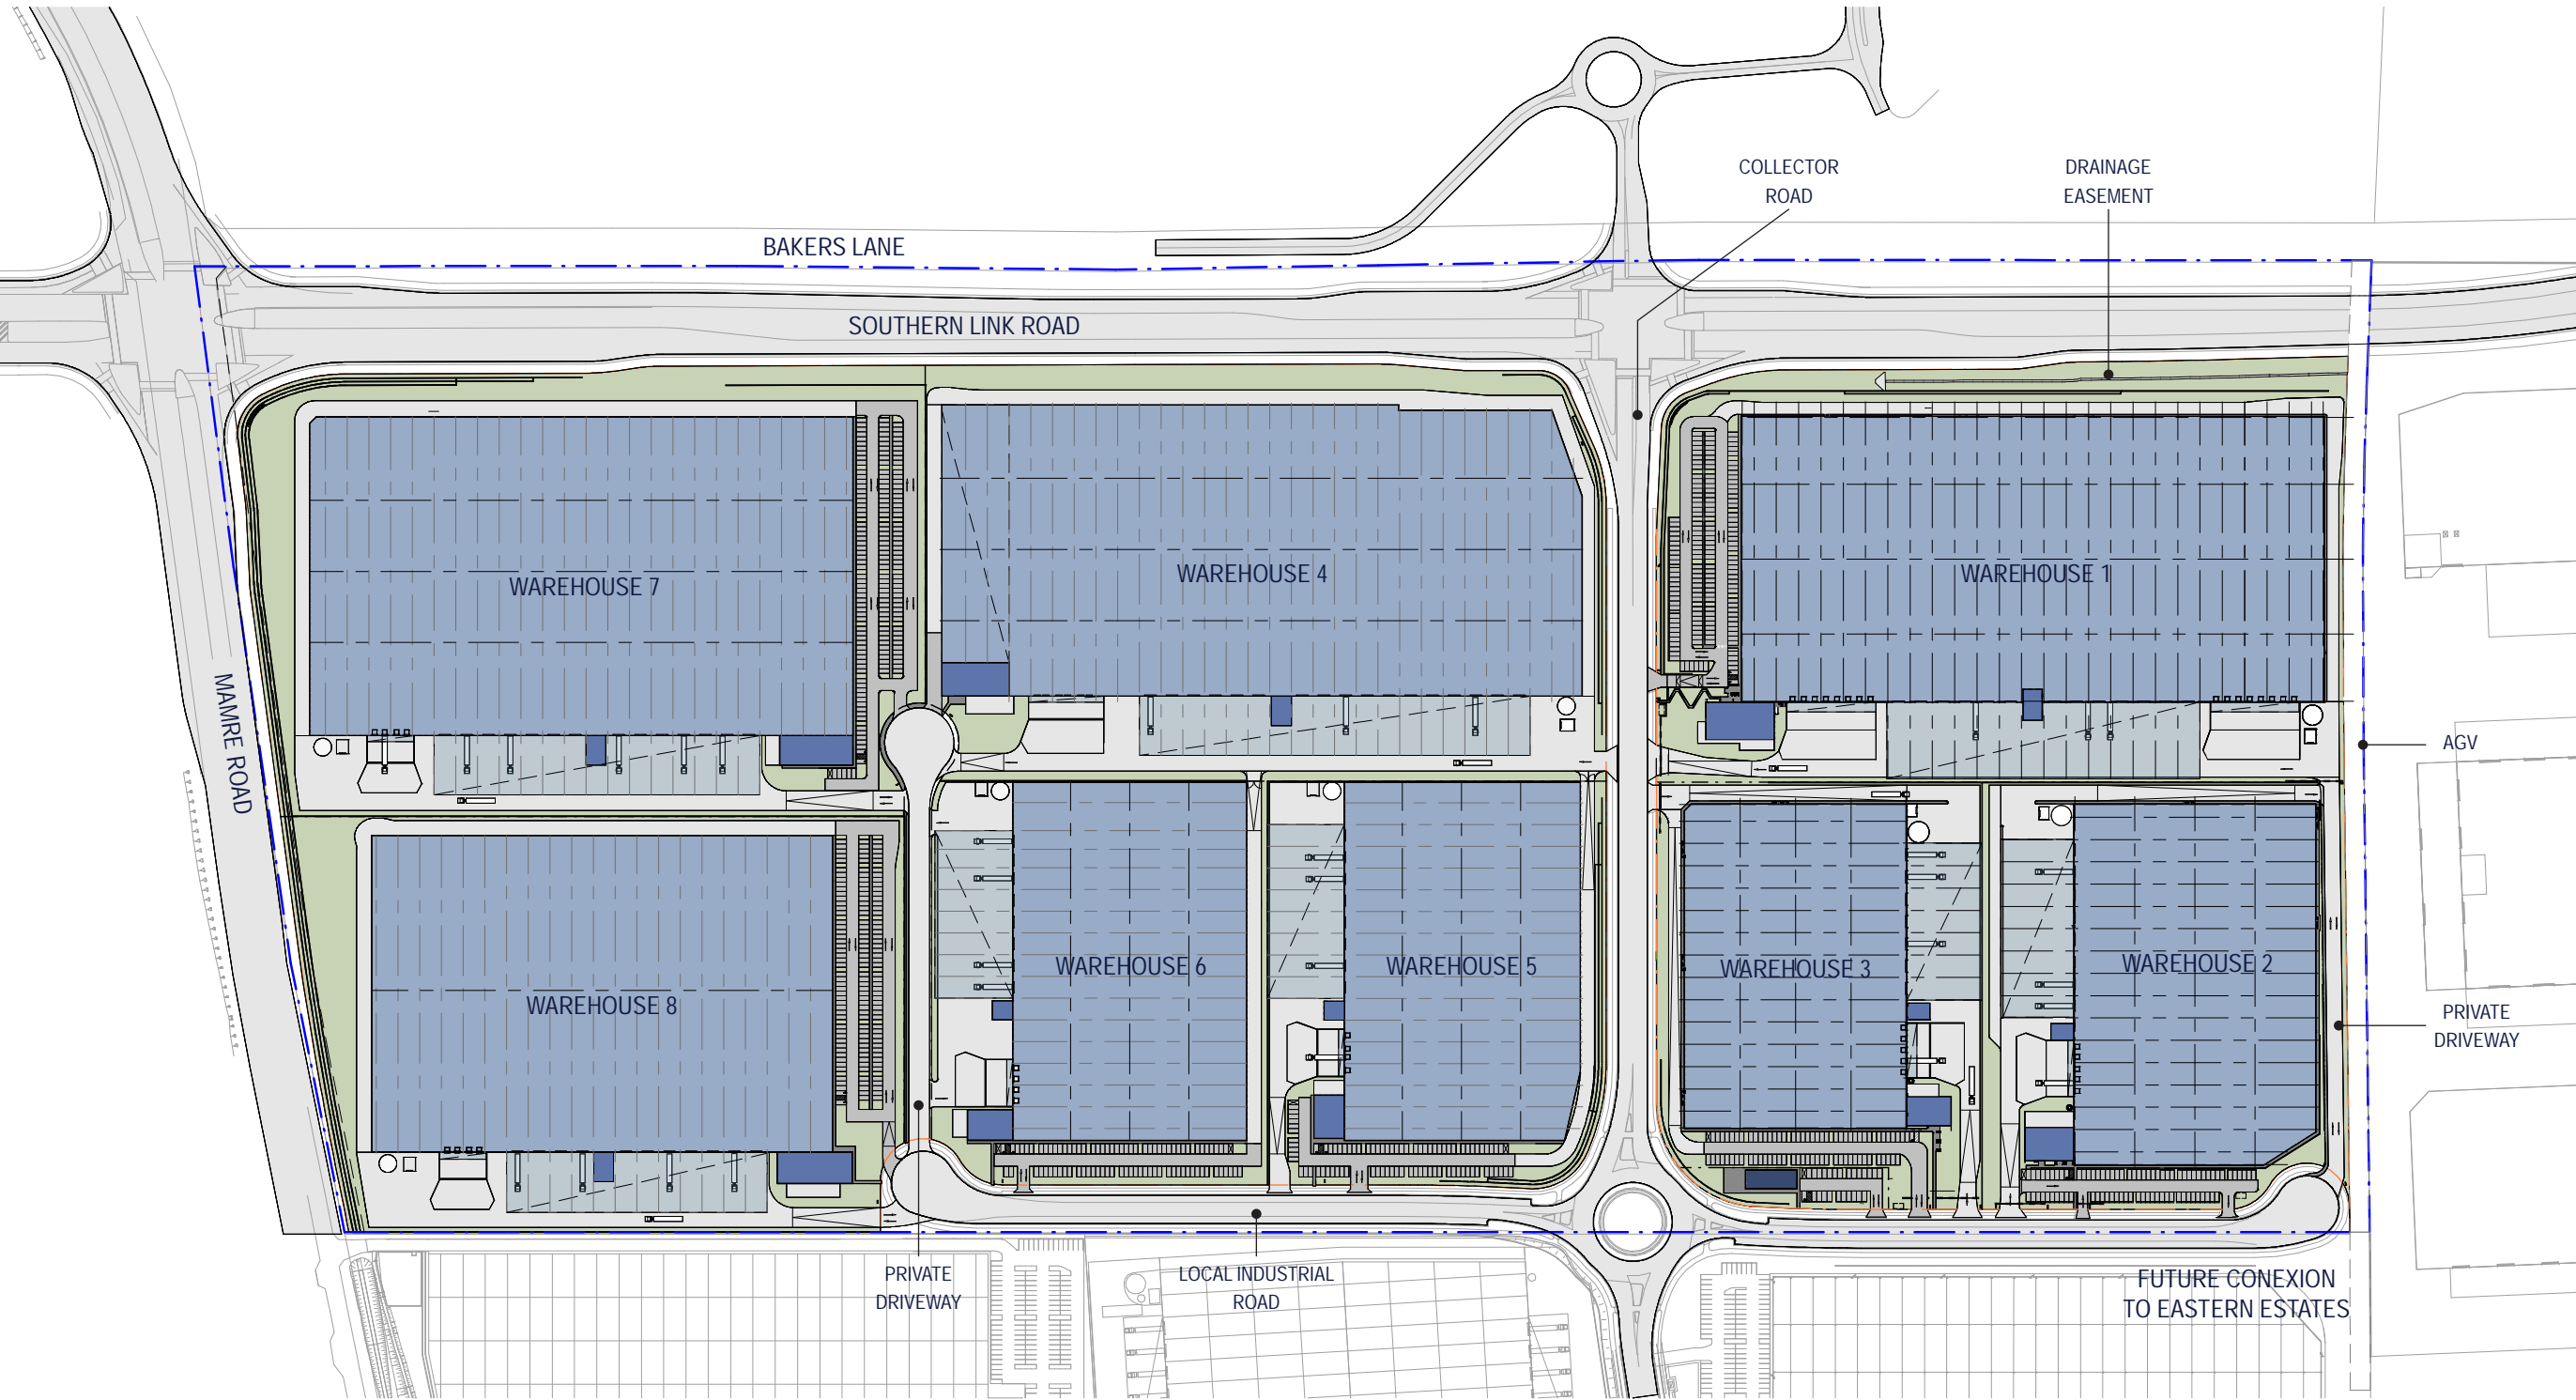 COLLECTOR
ROAD
DRAINAGE
EASEMENT
BAKERS LANE
SOUTHERN LINK ROAD
WAREHOUSE 7
WAREHOUSE 4
WAREHOUSE 1
MAMRE ROAD
AGV
WAREHOUSE 6
WAREHOUSE 5
WAREHOUSE 3
WAREHOUSE 2
WAREHOUSE 8
PRIVATE
DRIVEWAY
PRIVATE
DRIVEWAY
LOCAL INDUSTRIAL
ROAD
FUTURE CONEXION
TO EASTERN ESTATES